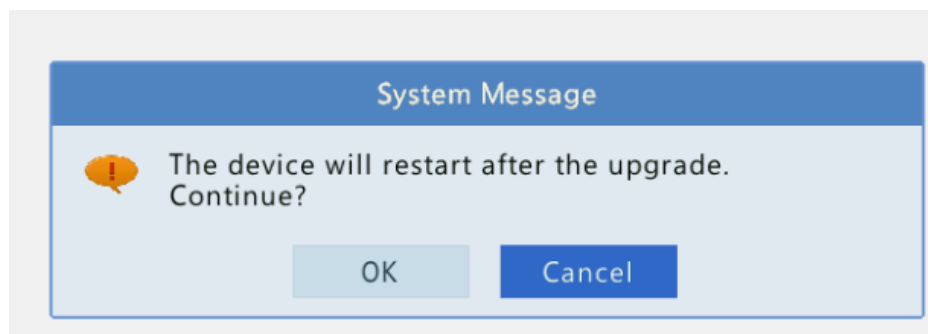 System Message
The device will restart after the upgrade.
Continue?
OK
Cancel